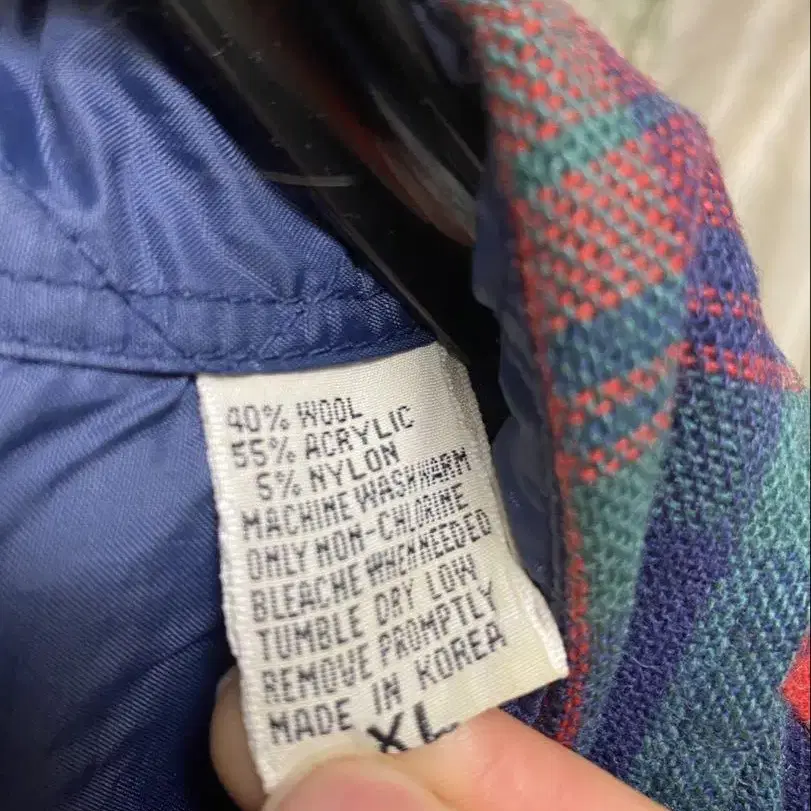 40% WOOL
55% ACRYLIC
5% NYLON
MACHINE WASH WARM
ONLY NON-CHLORINE
BLEACHE WHEN NEEDED
TUMBLE DRY LOW
REMOVE PROMPTLY
MADE IN KOREA
XL